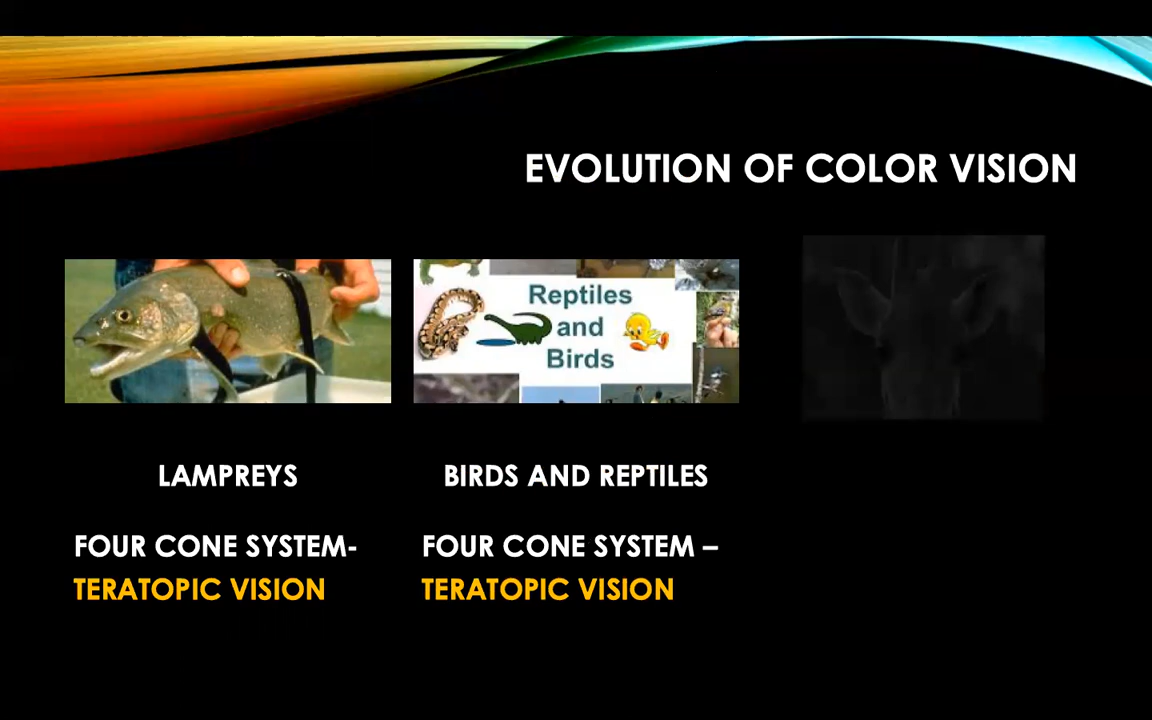 EVOLUTION OF COLOR VISION
Reptiles
and
Birds
LAMPREYS
BIRDS AND REPTILES
FOUR CONE SYSTEM-
TERATOPIC VISION
FOUR CONE SYSTEM –
TERATOPIC VISION